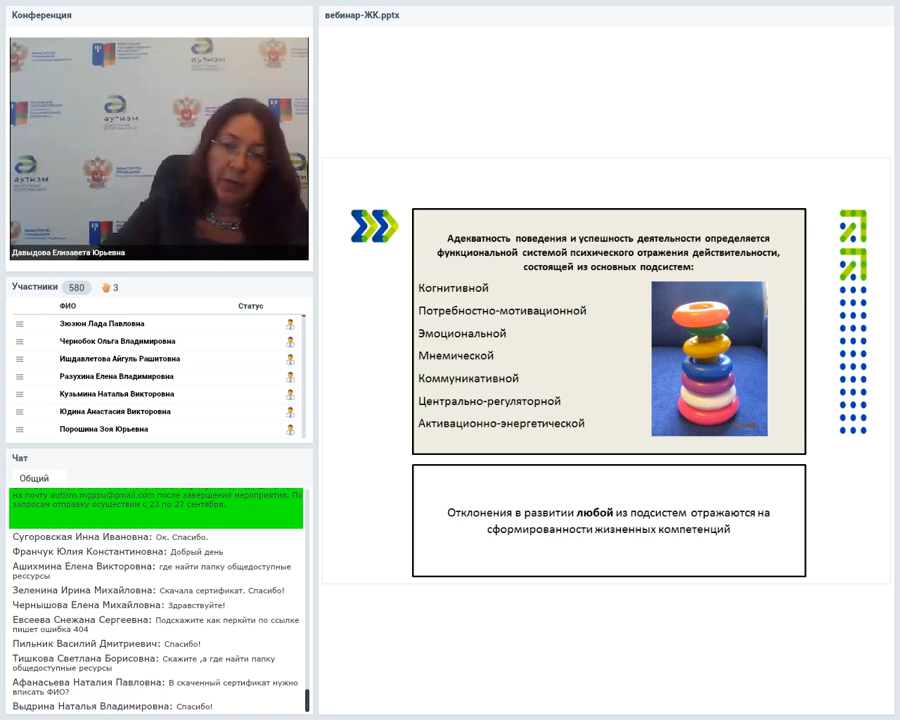 Конференция
аутизм
аутизм
аутизм
Давыдова Елизавета Юрьевна
Участники 580 3
ФИО Статус
Зюзюн Лада Павловна
Чернобок Ольга Владимировна
Ишдавлетова Айгуль Рашитовна
Разухина Елена Владимировна
Кузьмина Наталья Викторовна
Юдина Анастасия Викторовна
Порошина Зоя Юрьевна
Чат
Общий
на почту autism.mgppu@gmail.com после завершения мероприятия. По
запросам отправку осуществим с 23 по 27 сентября.
Сугоровская Инна Ивановна: Ок. Спасибо.
Франчук Юлия Константиновна: Добрый день
Ашихмина Елена Викторовна: где найти папку общедоступные
рессурсы
Зеленина Ирина Михайловна: Скачала сертификат. Спасибо!
Чернышова Елена Михайловна: Здравствуйте!
Евсеева Снежана Сергеевна: Подскажите как перкйти по ссылке
пишет ошибка 404
Пильник Василий Дмитриевич: Спасибо!
Тишкова Светлана Борисовна: Скажите ,а где найти папку
общедоступные ресурсы
Афанасьева Наталия Павловна: В скаченный сертификат нужно
вписать ФИО?
Выдрина Наталья Владимировна: Спасибо!
вебинар-ЖК.pptx
Адекватность поведения и успешность деятельности определяется
функциональной системой психического отражения действительности,
состоящей из основных подсистем:
Когнитивной
Потребностно-мотивационной
Эмоциональной
Мнемической
Коммуникативной
Центрально-регуляторной
Активационно-энергетической
Отклонения в развитии любой из подсистем отражаются на
сформированности жизненных компетенций